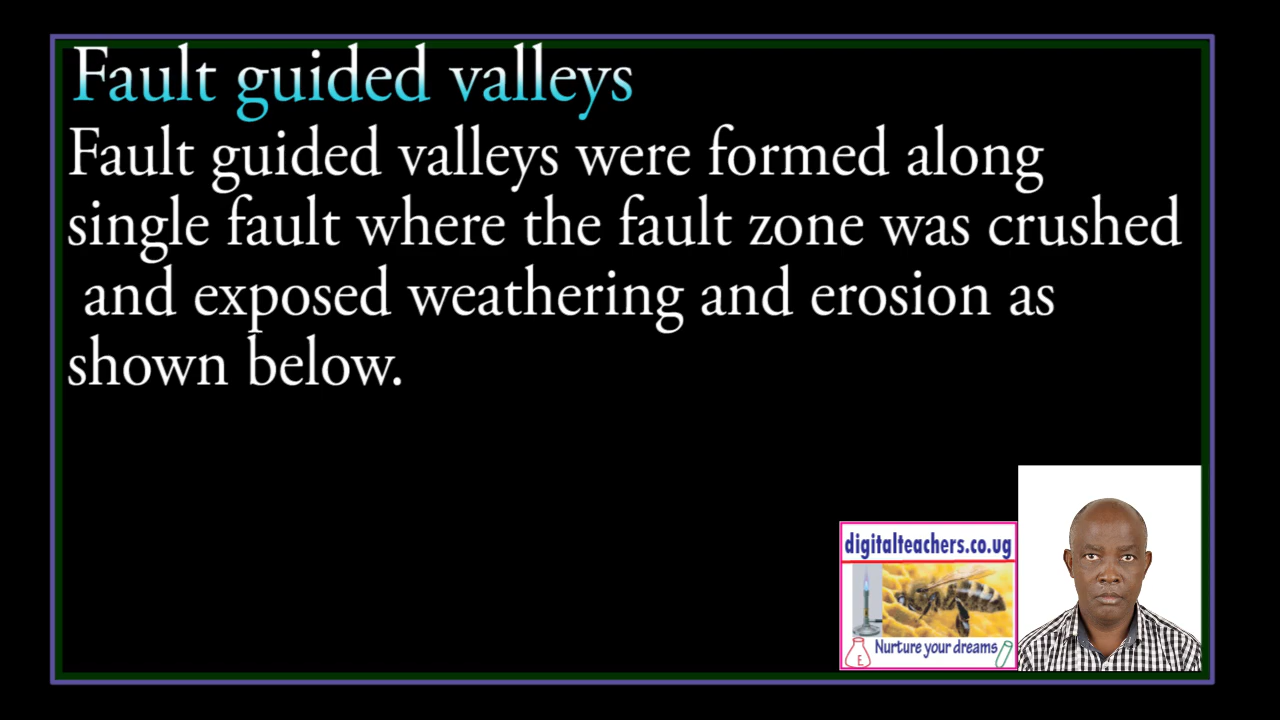 Fault guided valleys
Fault guided valleys were formed along
single fault where the fault zone was crushed
and exposed weathering and erosion as
shown below.
digitalteachers.co.ug
E
Nurture your dreams